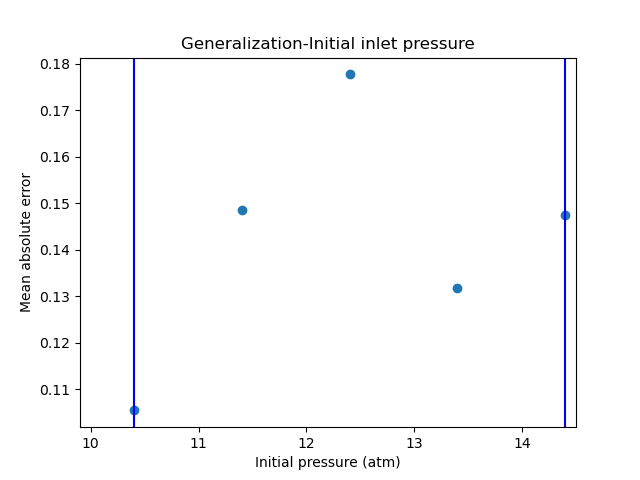 Generalization-Initial inlet pressure
Mean absolute error
0.18
0.17
0.16
0.15
0.14
0.13
0.12
0.11
10 11 12 13 14
Initial pressure (atm)